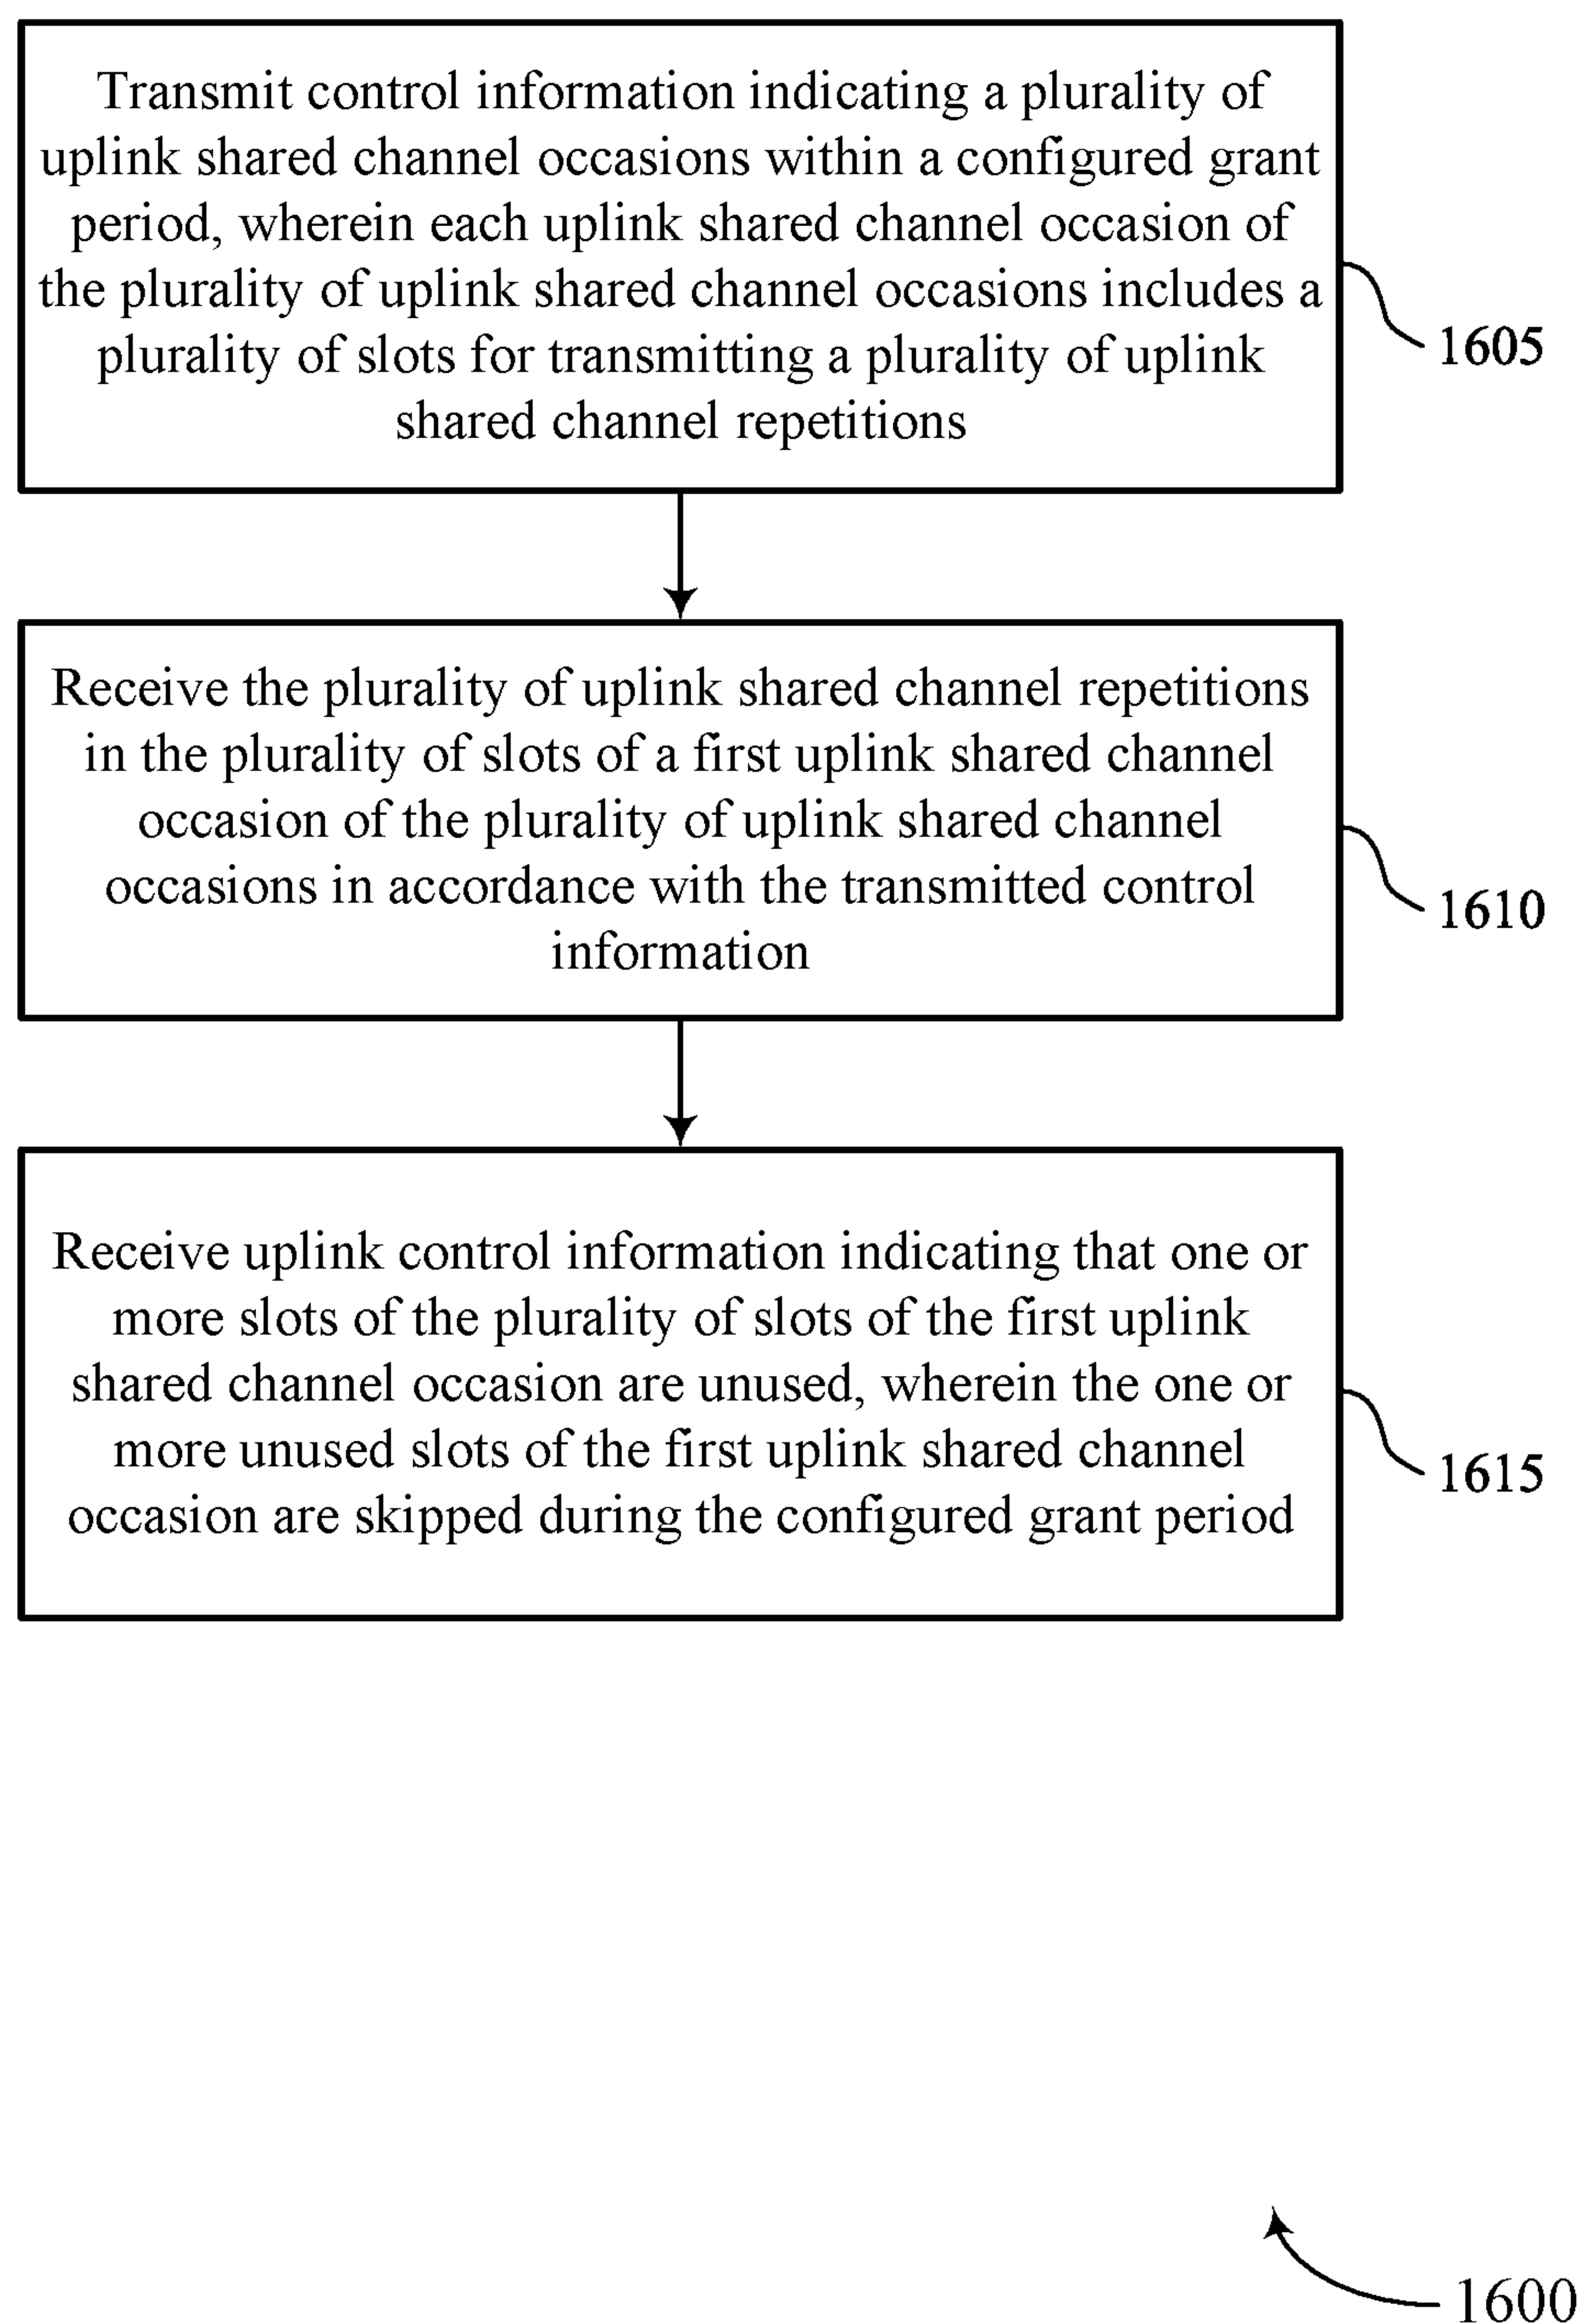 Transmit control information indicating a plurality of
uplink shared channel occasions within a configured grant
period, wherein each uplink shared channel occasion of
the plurality of uplink shared channel occasions includes a
plurality of slots for transmitting a plurality of uplink
shared channel repetitions
1605
Receive the plurality of uplink shared channel repetitions
in the plurality of slots of a first uplink shared channel
occasion of the plurality of uplink shared channel
occasions in accordance with the transmitted control
information
1610
Receive uplink control information indicating that one or
more slots of the plurality of slots of the first uplink
shared channel occasion are unused, wherein the one or
more unused slots of the first uplink shared channel
occasion are skipped during the configured grant period
1615
1600